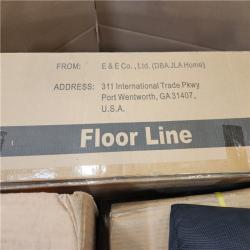 FROM: E & E Co., Ltd. (DBA JLA Home)
ADDRESS: 311 International Trade Pkwy
Port Wentworth, GA 31407,
U.S.A.
Floor Line